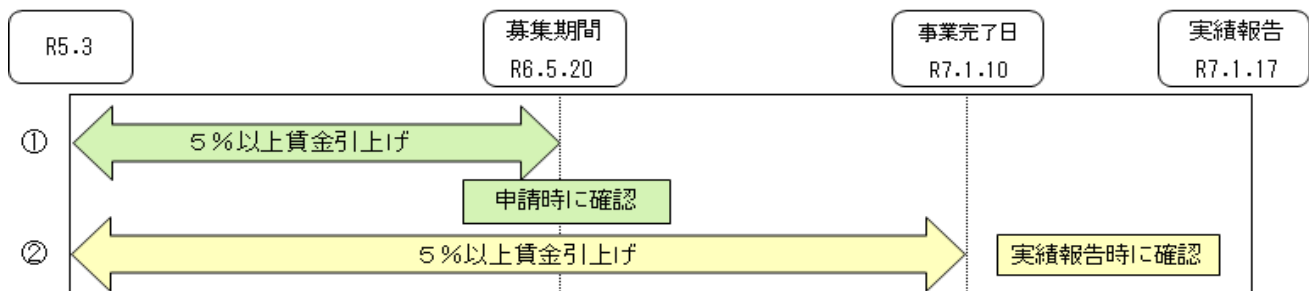 R5.3
募集期間
R6.5.20
事業完了日
R7.1.10
実績報告
R7.1.17
①
５％以上賃金引上げ
申請時に確認
②
５％以上賃金引上げ
実績報告時に確認